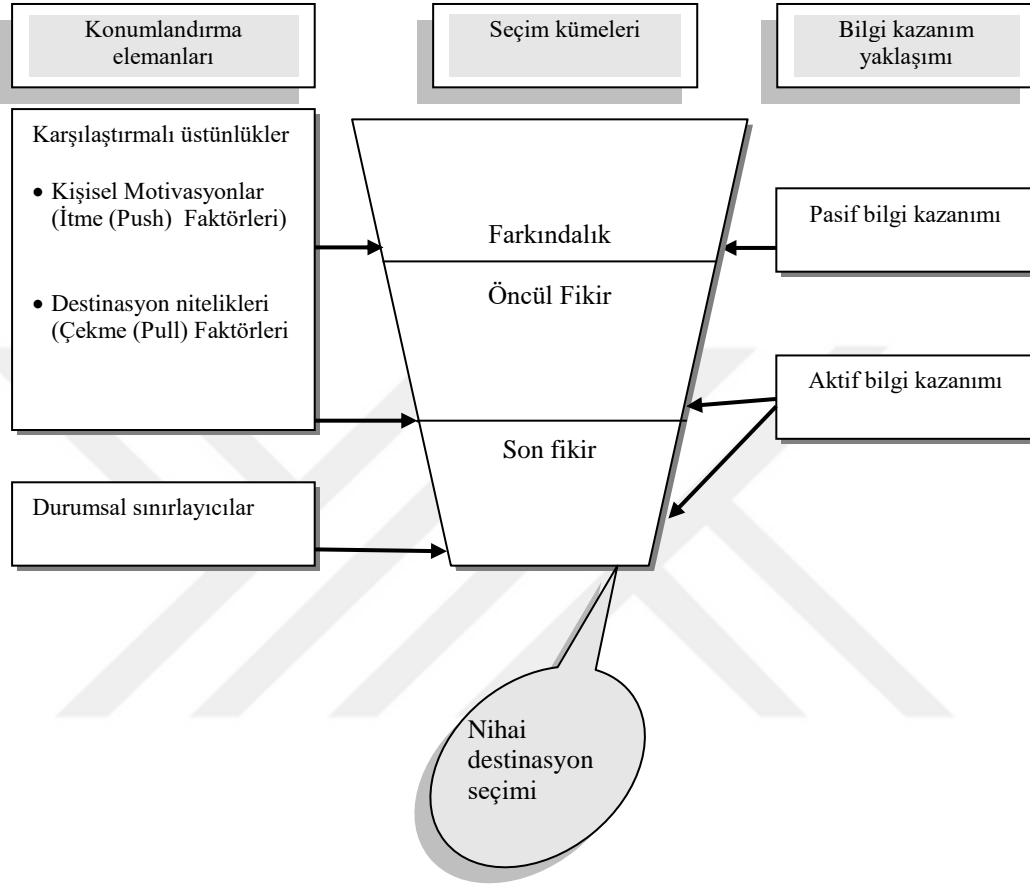 Konumlandırma
elemanları
Seçim kümeleri
Bilgi kazanım
yaklaşımı
Karşılaştırmalı üstünlükler
• Kişisel Motivasyonlar
(İtme (Push) Faktörleri)
• Destinasyon nitelikleri
(Çekme (Pull) Faktörleri
Durumsal sınırlayıcılar
Farkındalık
Öncül Fikir
Son fikir
Pasif bilgi kazanımı
Aktif bilgi kazanımı
Nihai
destinasyon
seçimi